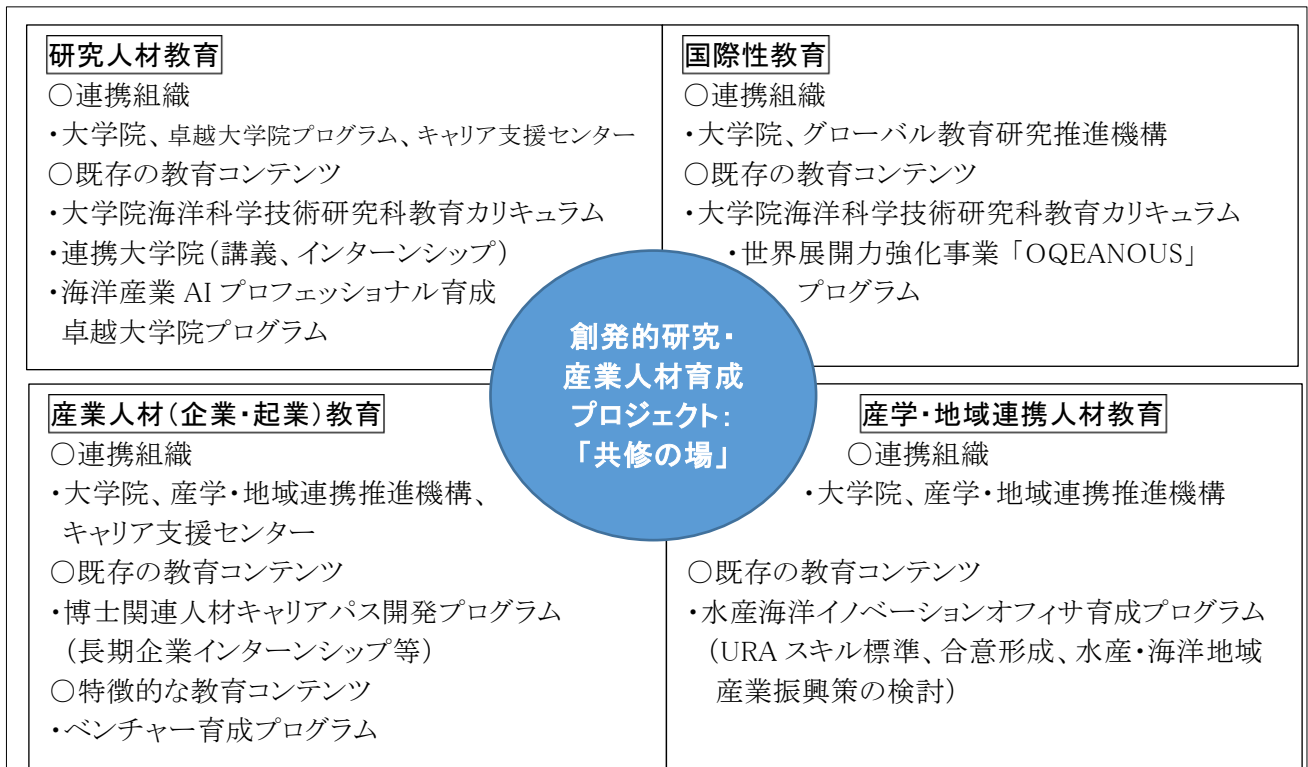 研究人材教育
○連携組織
・大学院、卓越大学院プログラム、キャリア支援センター
○既存の教育コンテンツ
・大学院海洋科学技術研究科教育カリキュラム
・連携大学院(講義、インターンシップ)
・海洋産業 AI プロフェッショナル育成
卓越大学院プログラム
国際性教育
○連携組織
・大学院、グローバル教育研究推進機構
○既存の教育コンテンツ
・大学院海洋科学技術研究科教育カリキュラム
・世界展開力強化事業「OQEANOUS」
プログラム
創発的研究・
産業人材育成
プロジェクト:
「共修の場」
産業人材(企業・起業)教育
○連携組織
・大学院、産学・地域連携推進機構、
キャリア支援センター
○既存の教育コンテンツ
・博士関連人材キャリアパス開発プログラム
(長期企業インターンシップ等)
○特徴的な教育コンテンツ
・ベンチャー育成プログラム
産学・地域連携人材教育
○連携組織
・大学院、産学・地域連携推進機構
○既存の教育コンテンツ
・水産海洋イノベーションオフィサ育成プログラム
(URA スキル標準、合意形成、水産・海洋地域
産業振興策の検討)